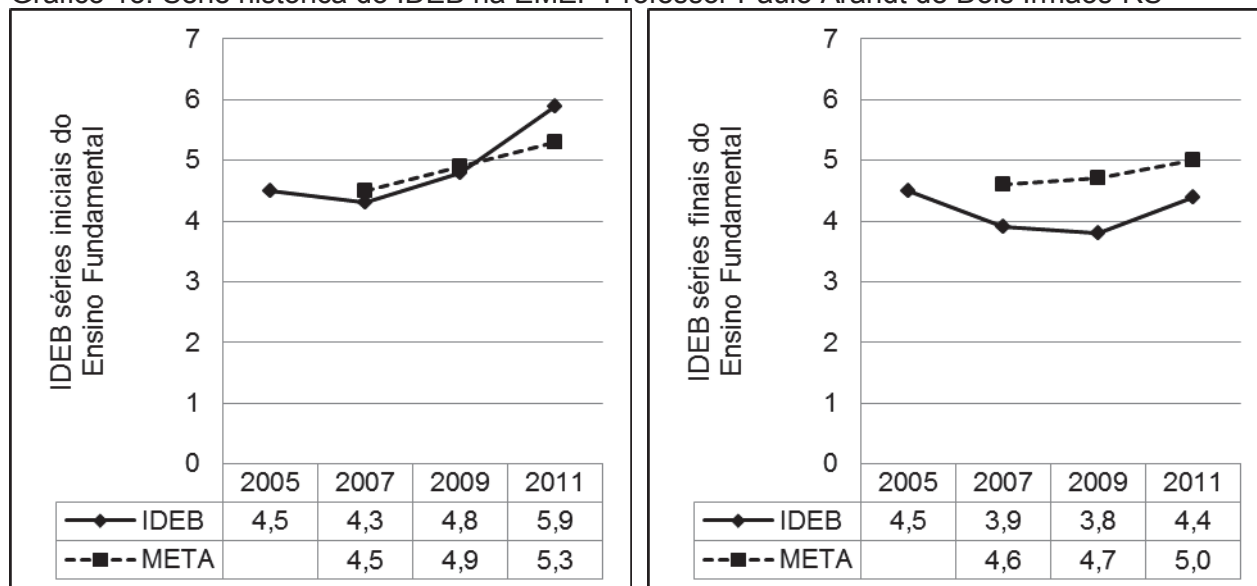 7
6
5
4
3
2
1
0
IDEB séries iniciais do
Ensino Fundamental
2005 2007 2009 2011
IDEB 4,5 4,3 4,8 5,9
META 4,5 4,9 5,3
7
6
5
4
3
2
1
0
IDEB séries finais do
Ensino Fundamental
2005 2007 2009 2011
IDEB 4,5 3,9 3,8 4,4
META 4,6 4,7 5,0